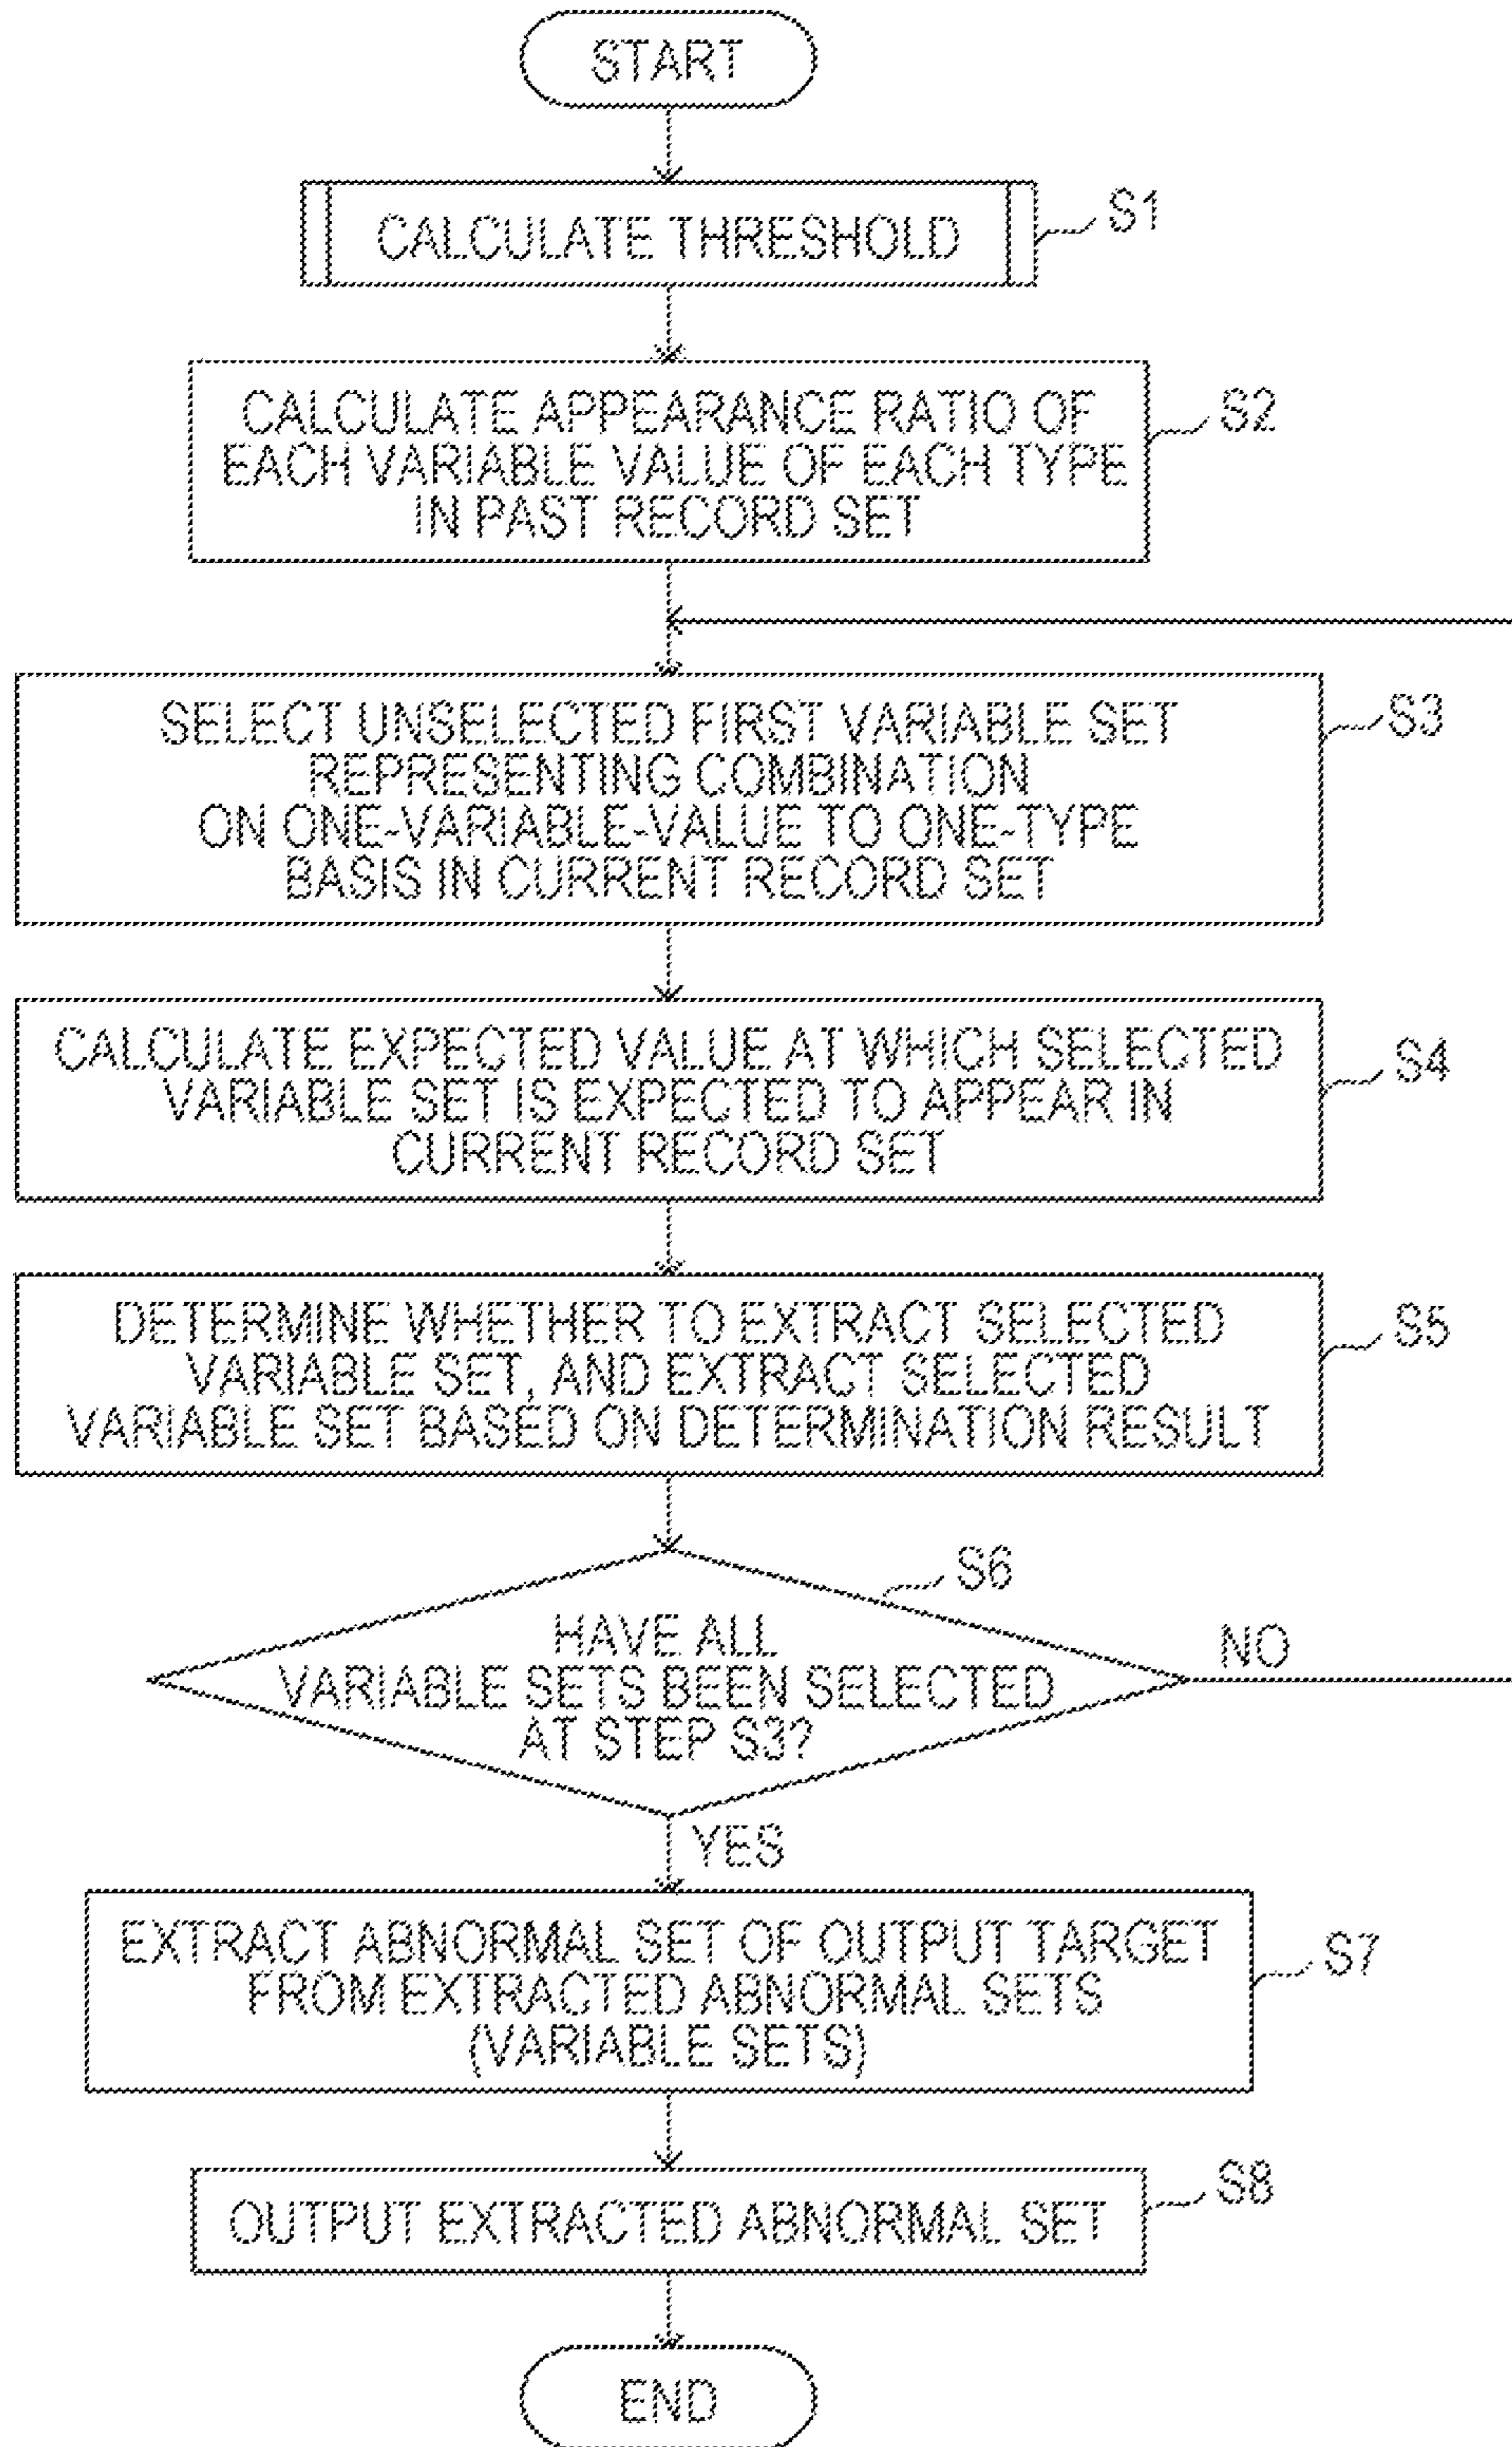 START
CALCULATE THRESHOLD
S1
CALCULATE APPEARANCE RATIO OF
EACH VARIABLE VALUE OF EACH TYPE
IN PAST RECORD SET
S2
SELECT UNSELECTED FIRST VARIABLE SET
REPRESENTING COMBINATION
ON ONE-VARIABLE-VALUE TO ONE-TYPE
BASIS IN CURRENT RECORD SET
S3
CALCULATE EXPECTED VALUE AT WHICH SELECTED
VARIABLE SET IS EXPECTED TO APPEAR IN
CURRENT RECORD SET
S4
DETERMINE WHETHER TO EXTRACT SELECTED
VARIABLE SET, AND EXTRACT SELECTED
VARIABLE SET BASED ON DETERMINATION RESULT
S5
S6
HAVE ALL
VARIABLE SETS BEEN SELECTED
AT STEP S3?
NO
YES
EXTRACT ABNORMAL SET OF OUTPUT TARGET
FROM EXTRACTED ABNORMAL SETS
(VARIABLE SETS)
S7
OUTPUT EXTRACTED ABNORMAL SET
S8
END